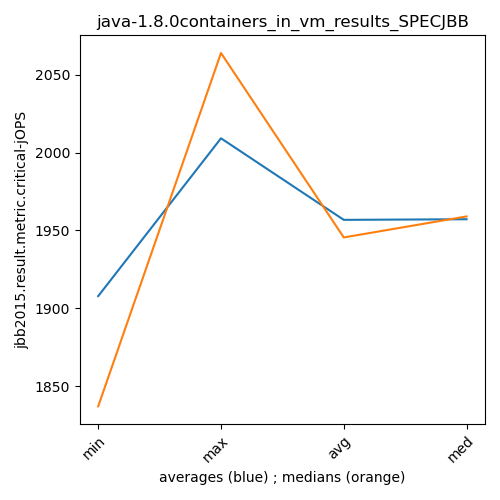 java-1.8.0containers_in_vm_results_SPECJBB
jbb2015.result.metric.critical-jOPS
2050
2000
1950
1900
1850
min
max
avg
med
averages (blue) ; medians (orange)